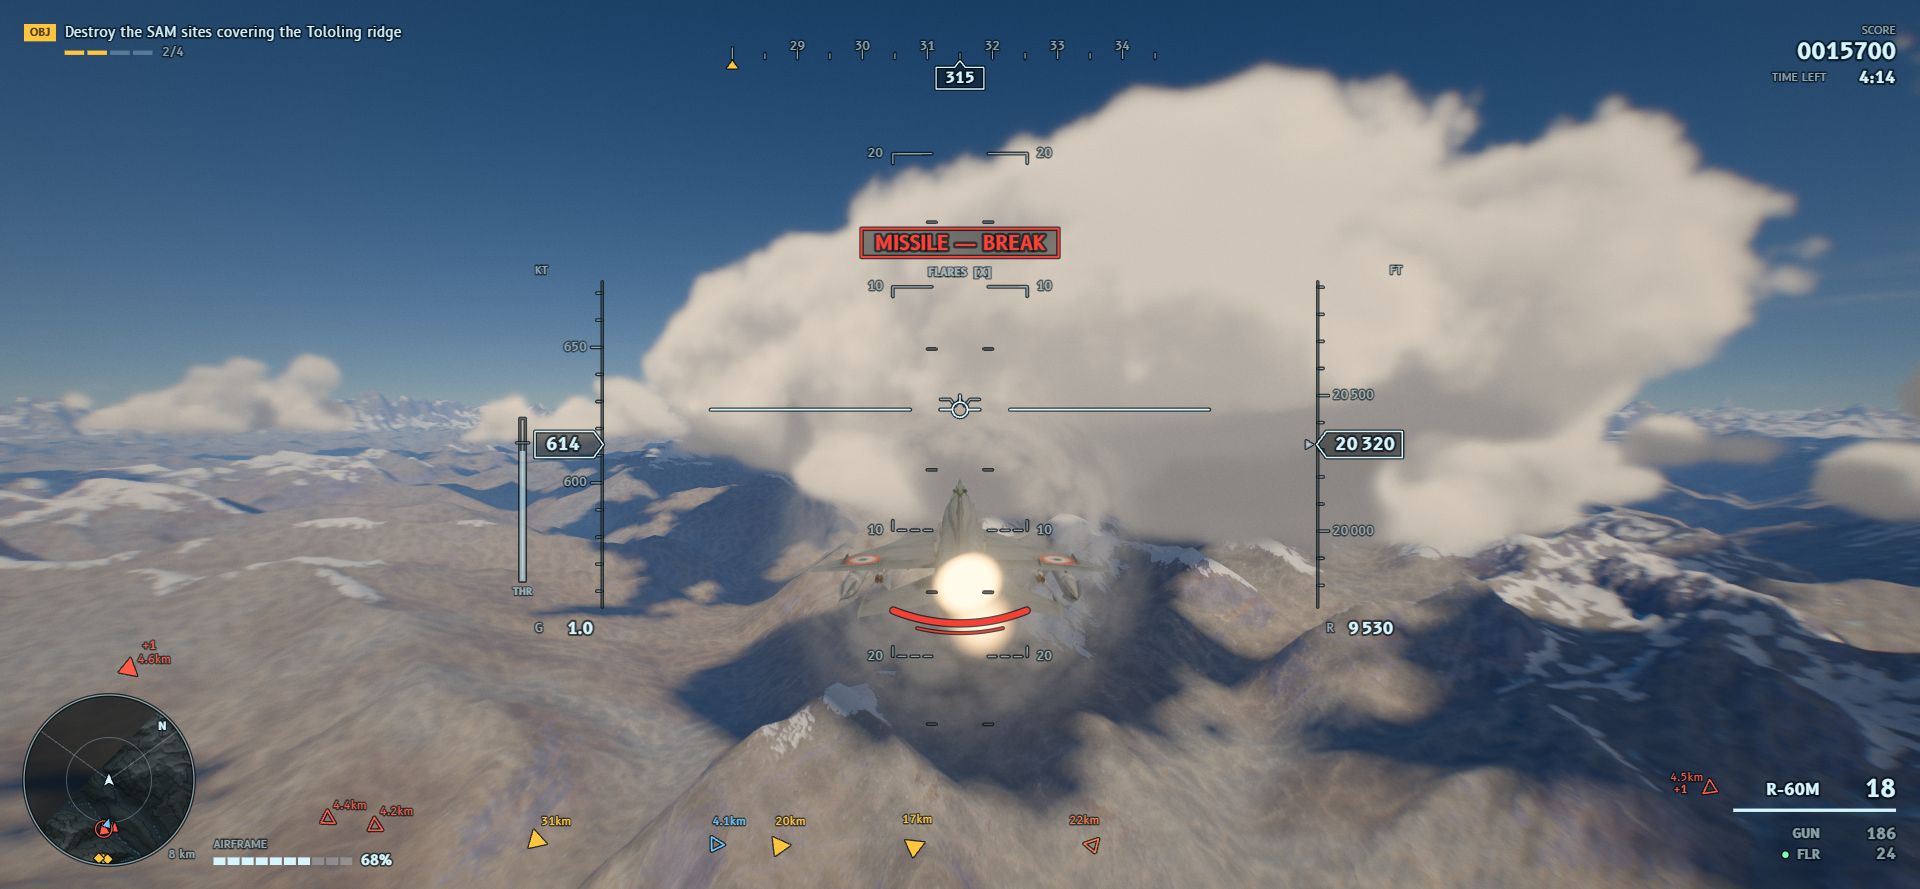 OBJ Destroy the SAM sites covering the Tololing ridge
2/4
29 30 31 32 33 34
315
SCORE
0015700
TIME LEFT 4:14
20 20
MISSILE — BREAK
FLARES [X]
10 10
KT
650
614
600
THR
G 1.0
FT
20 500
20 320
20 000
R 9530
10 10
20 20
+1
4.6km
N
8 km
4.4km
4.2km
AIRFRAME
68%
31km
4.1km
20km
17km
22km
4.5km
+1
R-60M 18
GUN 186
FLR 24